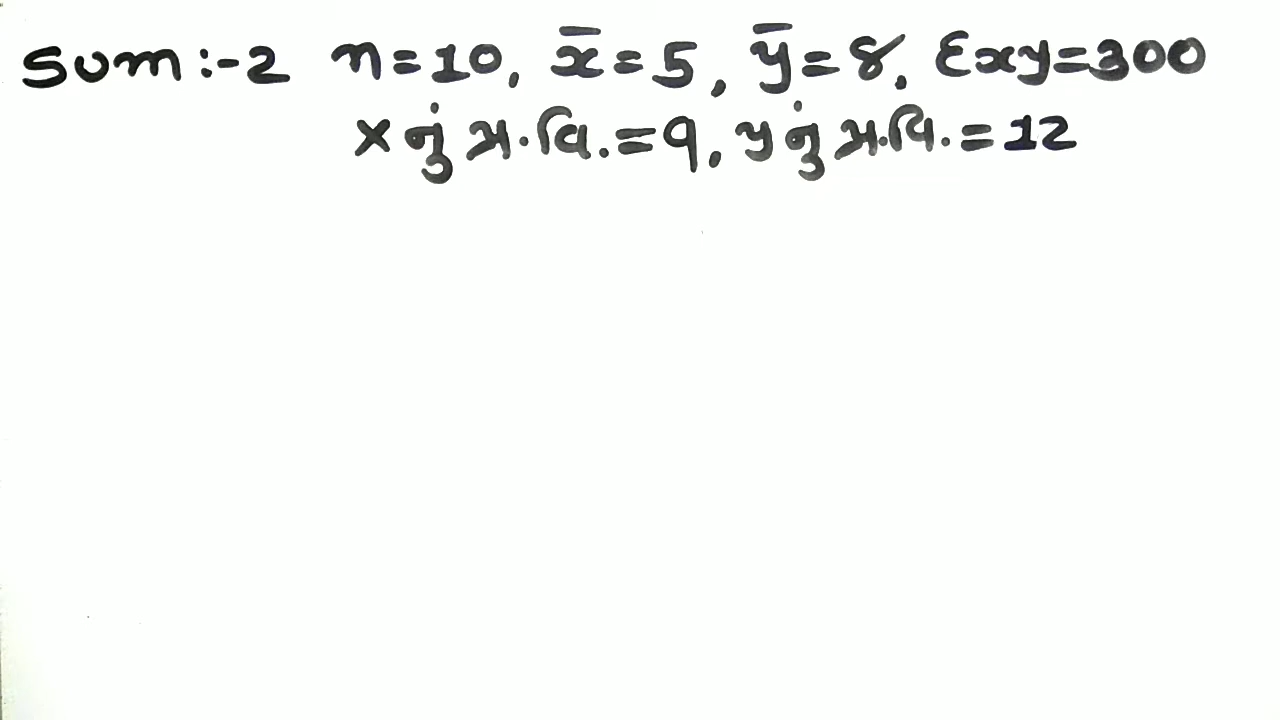 Sum:-2 n=10, x̄=5, ȳ=8, Σxy=300
x નું પ્ર.વિ.=9, y નું પ્ર.વિ.=12